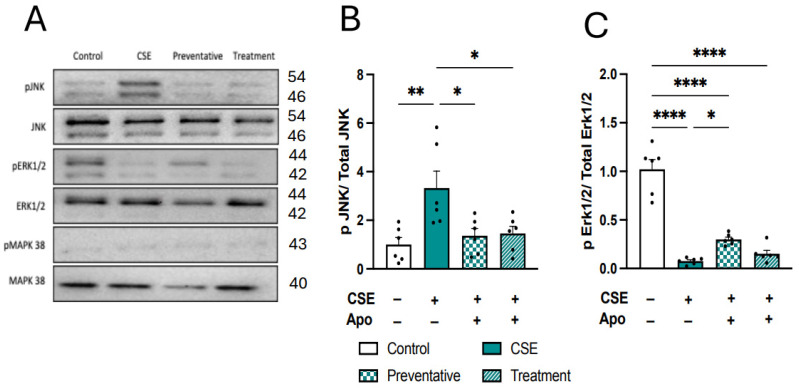 A
Control CSE Preventative Treatment
pJNK 54
46
JNK 54
46
pERK1/2 44
42
ERK1/2 44
42
pMAPK 38 43
MAPK 38 40
B
p JNK/ Total JNK
8
6
4
2
0
*
** *
CSE – + + +
Apo – – + +
C
p Erk1/2/ Total Erk1/2
2.0
1.5
1.0
0.5
0.0
****
****
**** *
CSE – + + +
Apo – – + +
Control CSE
Preventative Treatment